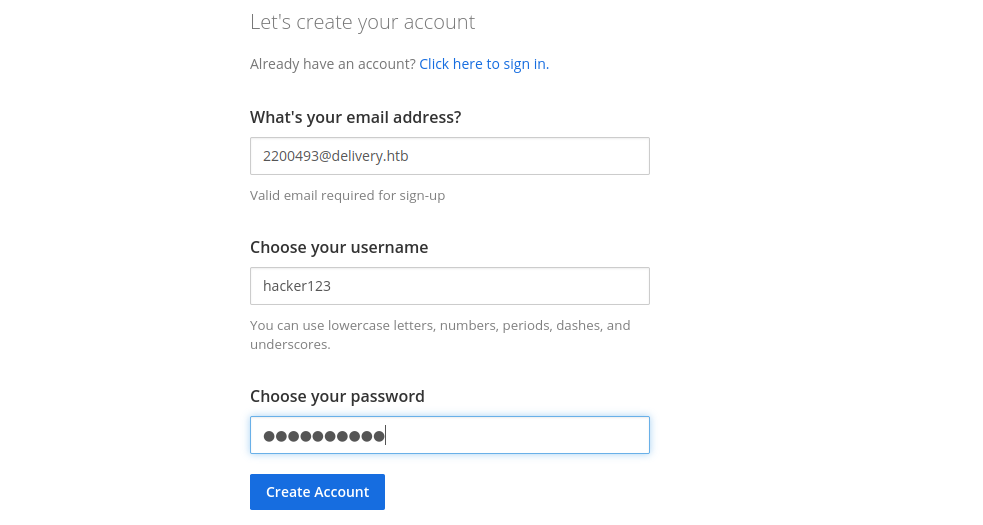 Let's create your account
Already have an account? Click here to sign in.
What's your email address?
2200493@delivery.htb
Valid email required for sign-up
Choose your username
hacker123
You can use lowercase letters, numbers, periods, dashes, and
underscores.
Choose your password
●●●●●●●●●●
Create Account